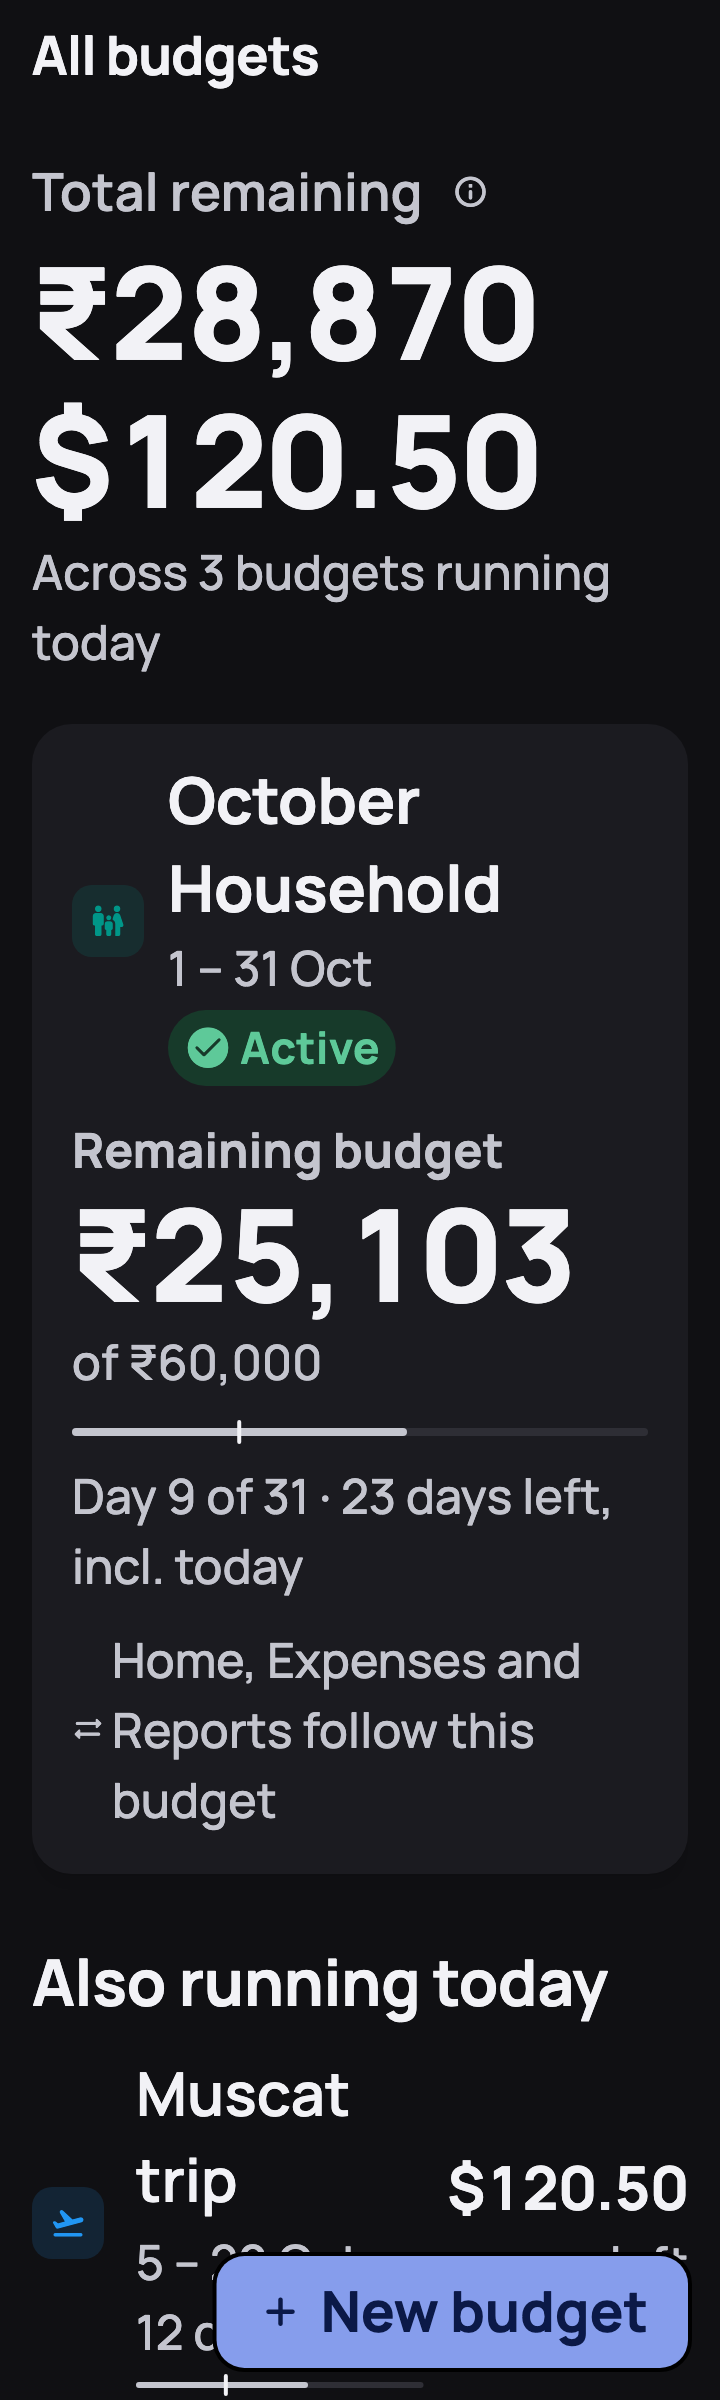 All budgets
Total remaining
₹28,870
$120.50
Across 3 budgets running
today
October
Household
1 – 31 Oct
Active
Remaining budget
₹25,103
of ₹60,000
Day 9 of 31 · 23 days left,
incl. today
Home, Expenses and
Reports follow this
budget
Also running today
Muscat
trip
$120.50
5 –
12
+ New budget